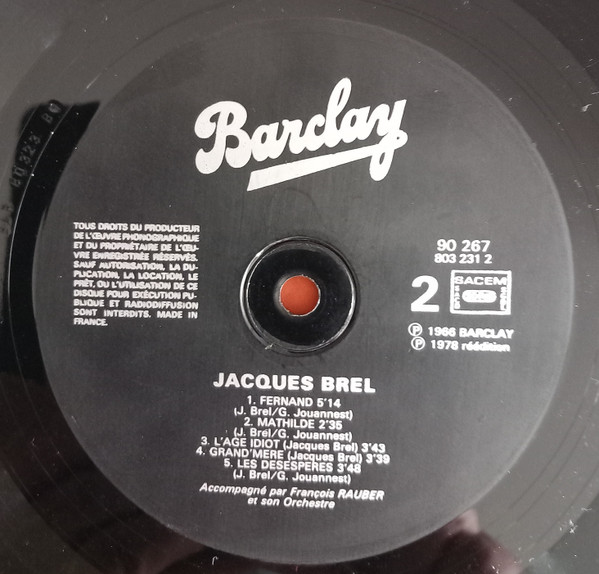 Barclay
TOUS DROITS DU PRODUCTEUR
DE L'ŒUVRE PHONOGRAPHIQUE
ET DU PROPRIÉTAIRE DE L'ŒU-
VRE ENREGISTRÉE RÉSERVÉS.
SAUF AUTORISATION, LA DU-
PLICATION, LA LOCATION, LE
PRÊT, OU L'UTILISATION DE CE
DISQUE POUR EXÉCUTION PU-
BLIQUE ET RADIODIFFUSION
SONT INTERDITS. MADE IN
FRANCE.
90 267
803 231 2
2
SACEM
Ⓟ 1966 BARCLAY
Ⓟ 1978 réédition
JACQUES BREL
1. FERNAND 5'14
(J. Brel/G. Jouannest)
2. MATHILDE 2'35
(J. Brel/G. Jouannest)
3. L'AGE IDIOT (Jacques Brel) 3'43
4. GRAND'MERE (Jacques Brel) 3'39
5. LES DESESPERES 3'48
(J. Brel/G. Jouannest)
Accompagné par François RAUBER
et son Orchestre